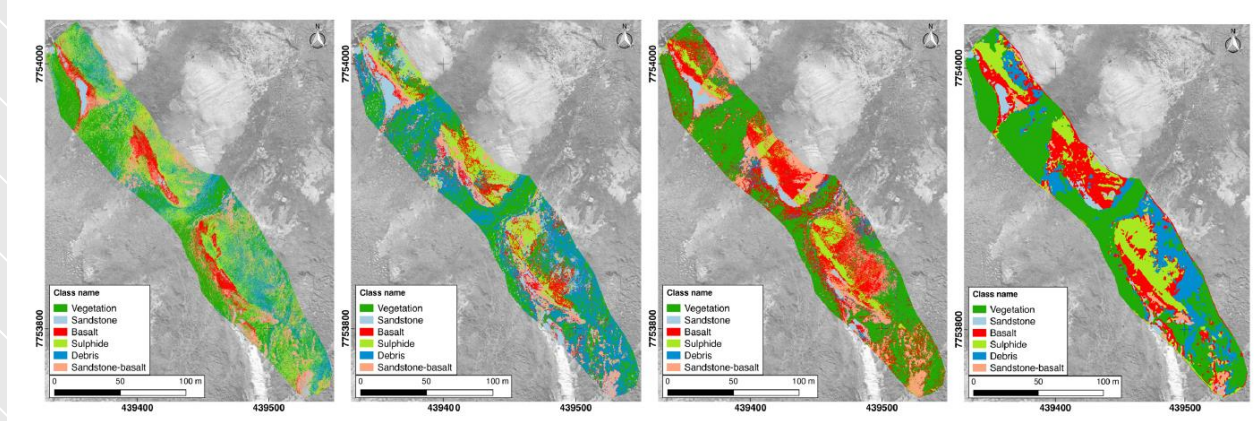 N
7754000
7753800
Class name
Vegetation
Sandstone
Basalt
Sulphide
Debris
Sandstone-basalt
0 50 100 m
439400 439500
N
7754000
7753800
Class name
Vegetation
Sandstone
Basalt
Sulphide
Debris
Sandstone-basalt
0 50 100 m
439400 439500
N
7754000
7753800
Class name
Vegetation
Sandstone
Basalt
Sulphide
Debris
Sandstone-basalt
0 50 100 m
439400 439500
N
7754000
7753800
Class name
Vegetation
Sandstone
Basalt
Sulphide
Debris
Sandstone-basalt
0 50 100 m
439400 439500